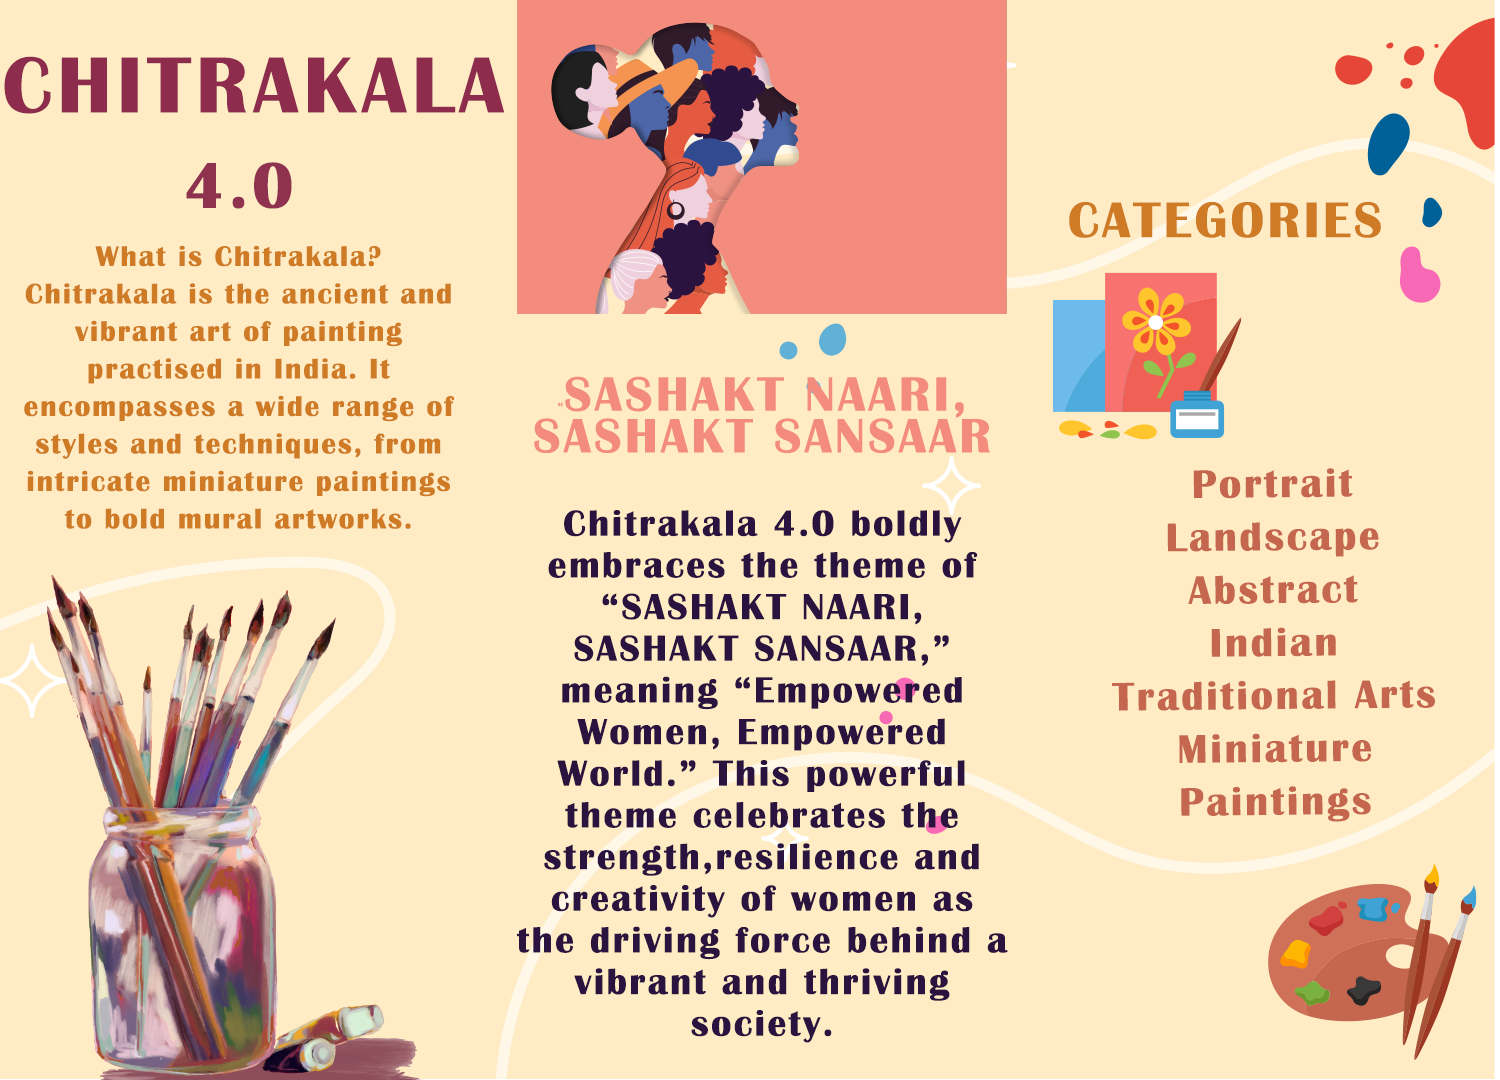 CHITRAKALA
4.0
What is Chitrakala?
Chitrakala is the ancient and
vibrant art of painting
practised in India. It
encompasses a wide range of
styles and techniques, from
intricate miniature paintings
to bold mural artworks.
“SASHAKT NAARI,
SASHAKT SANSAAR
Chitrakala 4.0 boldly
embraces the theme of
“SASHAKT NAARI,
SASHAKT SANSAAR,”
meaning “Empowered
Women, Empowered
World.” This powerful
theme celebrates the
strength,resilience and
creativity of women as
the driving force behind a
vibrant and thriving
society.
CATEGORIES
Portrait
Landscape
Abstract
Indian
Traditional Arts
Miniature
Paintings